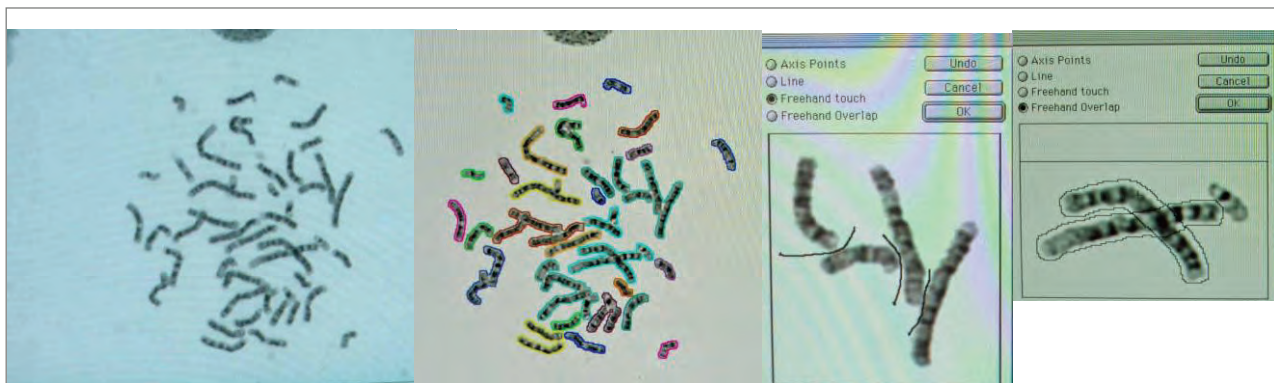 Axis Points
Undo
Line
Cancel
Freehand touch
OK
Freehand Overlap
Axis Points
Undo
Line
Cancel
Freehand touch
OK
Freehand Overlap